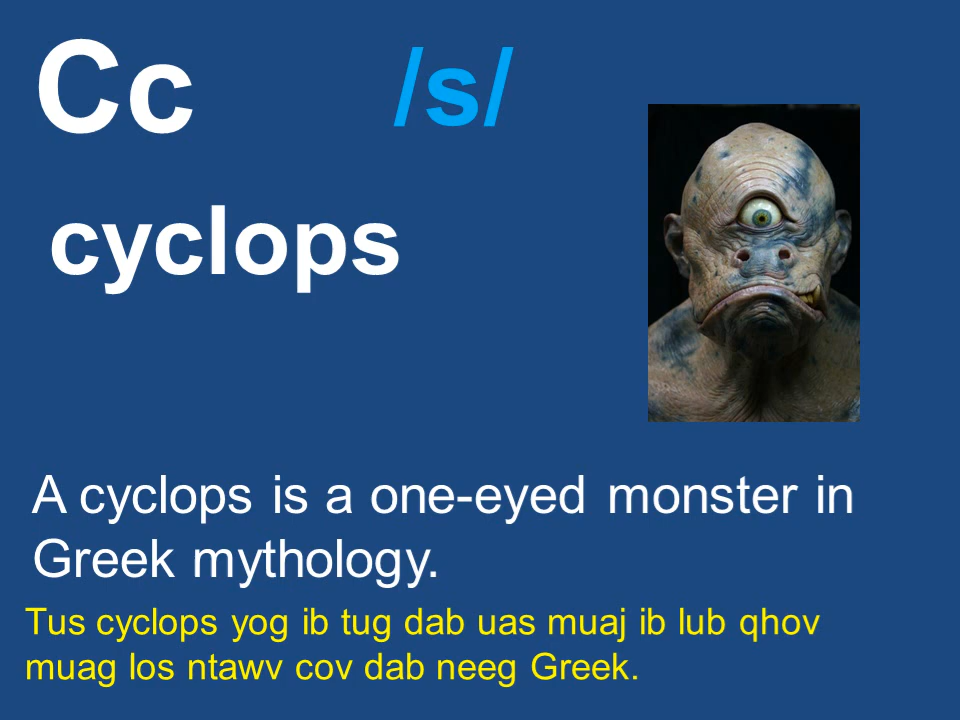 Cc /s/
cyclops
A cyclops is a one-eyed monster in
Greek mythology.
Tus cyclops yog ib tug dab uas muaj ib lub qhov
muag los ntawv cov dab neeg Greek.